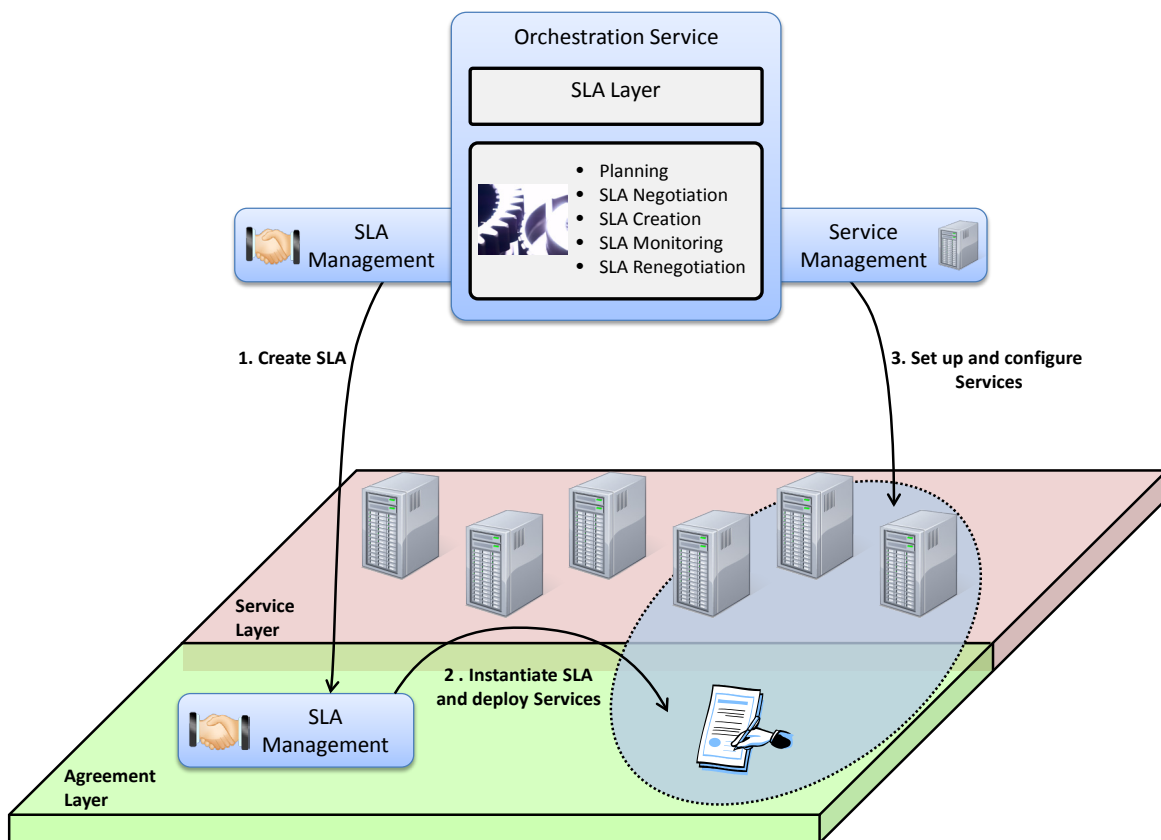 Orchestration Service
SLA Layer
• Planning
• SLA Negotiation
• SLA Creation
• SLA Monitoring
• SLA Renegotiation
SLA
Management
Service
Management
1. Create SLA
3. Set up and configure
Services
Service
Layer
2 . Instantiate SLA
and deploy Services
SLA
Management
Agreement
Layer